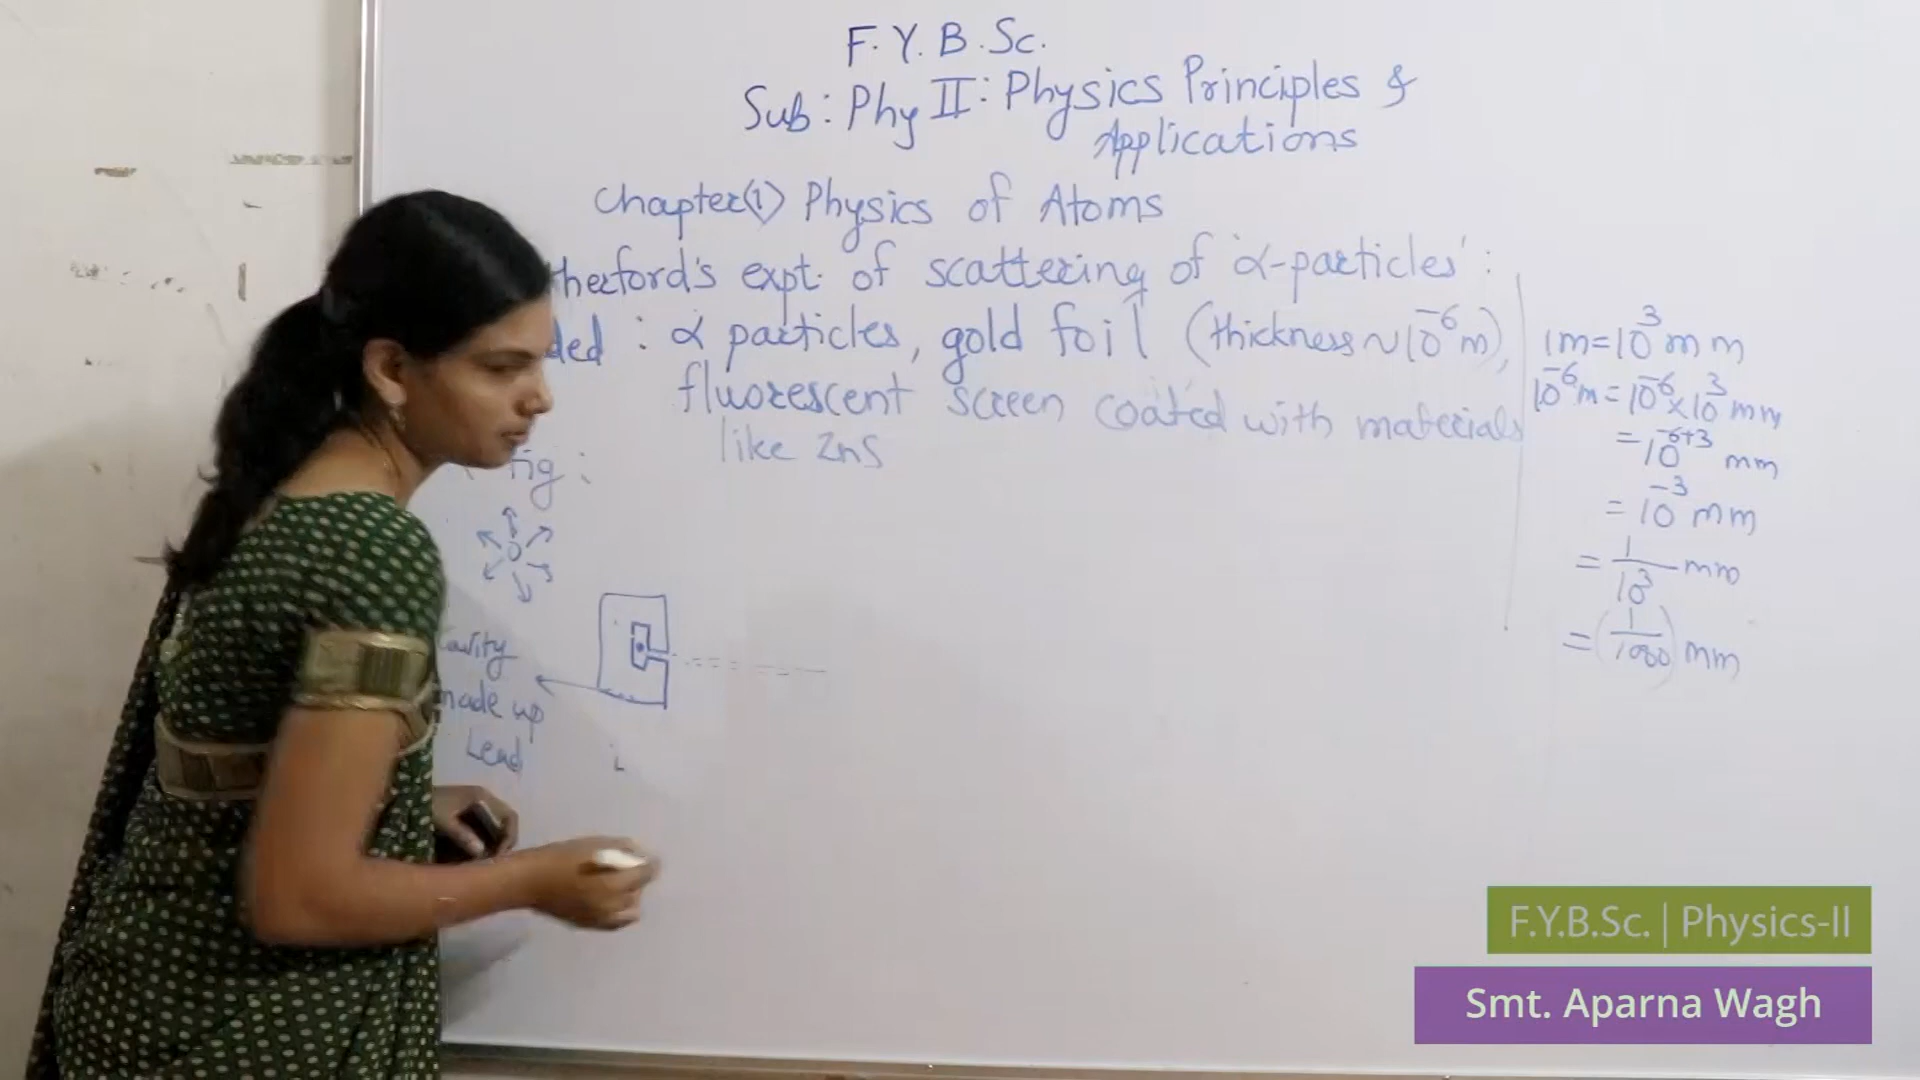 F.Y.B.Sc.
Sub: Phy II: Physics Principles &
Applications
Chapter(1) Physics of Atoms
herford's expt. of scattering of 'α-particles':
ded : α particles, gold foil (thickness ~ 10⁻⁶ m),
fluorescent screen coated with materials
like ZnS
fig:
Cavity
made up
Lead
1m = 10³ mm
10⁻⁶ m = 10⁻⁶ × 10³ mm
= 10⁻⁶⁺³ mm
= 10⁻³ mm
= 1/10³ mm
= (1/1000) mm
F.Y.B.Sc. | Physics-II
Smt. Aparna Wagh